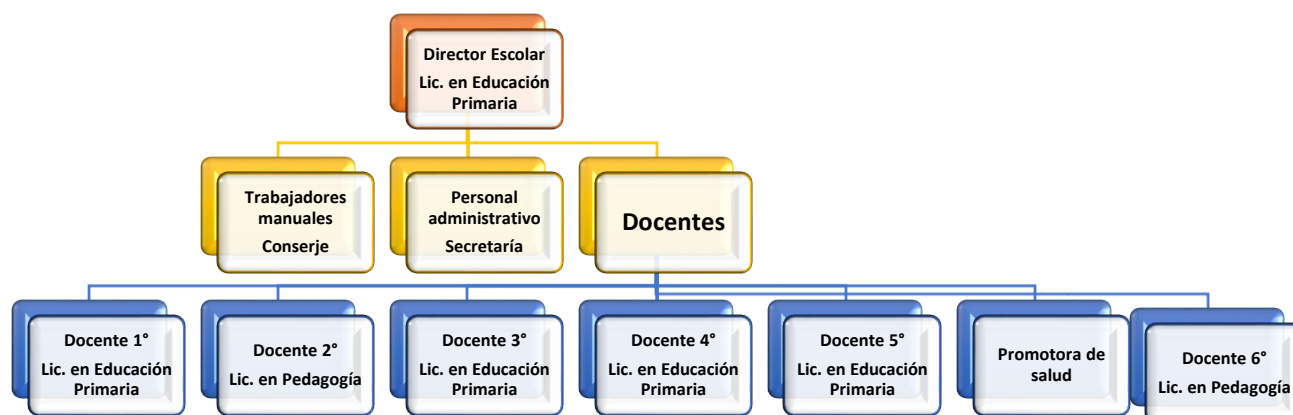 Director Escolar
Lic. en Educación
Primaria
Trabajadores
manuales
Conserje
Personal
administrativo
Secretaría
Docentes
Docente 1°
Lic. en Educación
Primaria
Docente 2°
Lic. en Pedagogía
Docente 3°
Lic. en Educación
Primaria
Docente 4°
Lic. en Educación
Primaria
Docente 5°
Lic. en Educación
Primaria
Promotora de
salud
Docente 6°
Lic. en Pedagogía